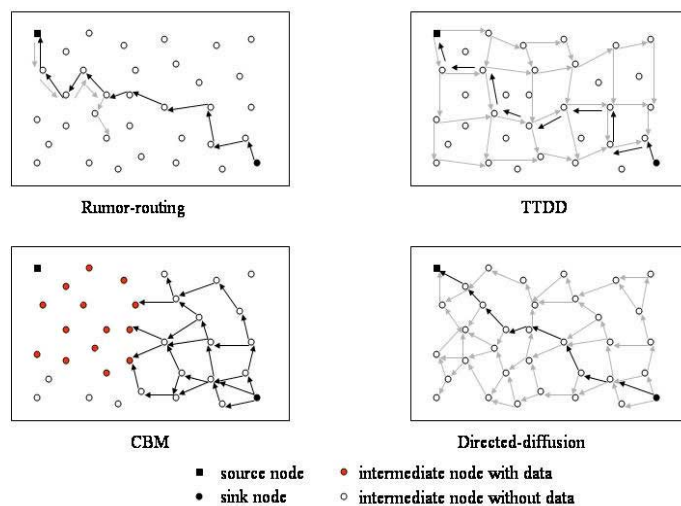 Rumor-routing
TTDD
CBM
Directed-diffusion
source node
intermediate node with data
sink node
intermediate node without data